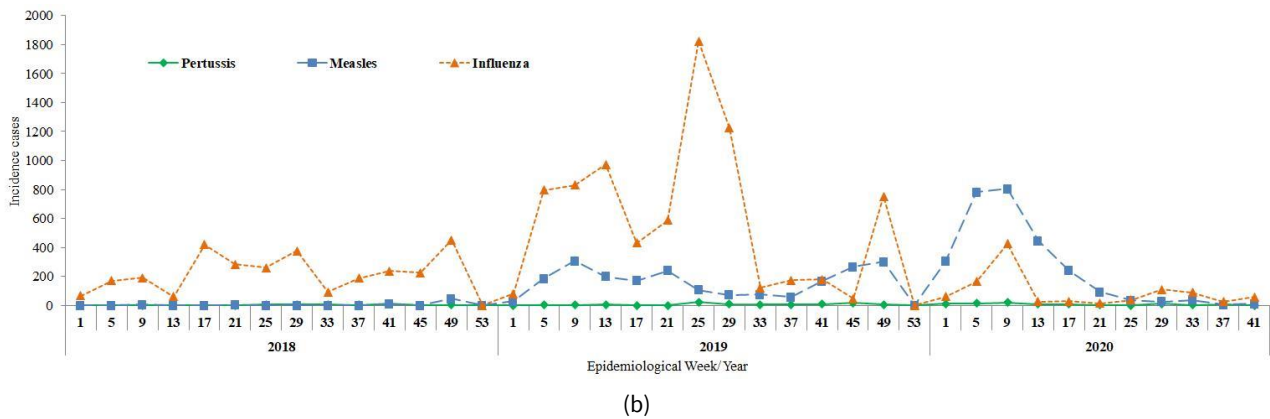 2000
1800
1600
1400
1200
1000
800
600
400
200
0
Incidence cases
Pertussis Measles Influenza
1 5 9 13 17 21 25 29 33 37 41 45 49 53 1 5 9 13 17 21 25 29 33 37 41 45 49 53 1 5 9 13 17 21 25 29 33 37 41
2018 2019 2020
Epidemiological Week/Year
(b)